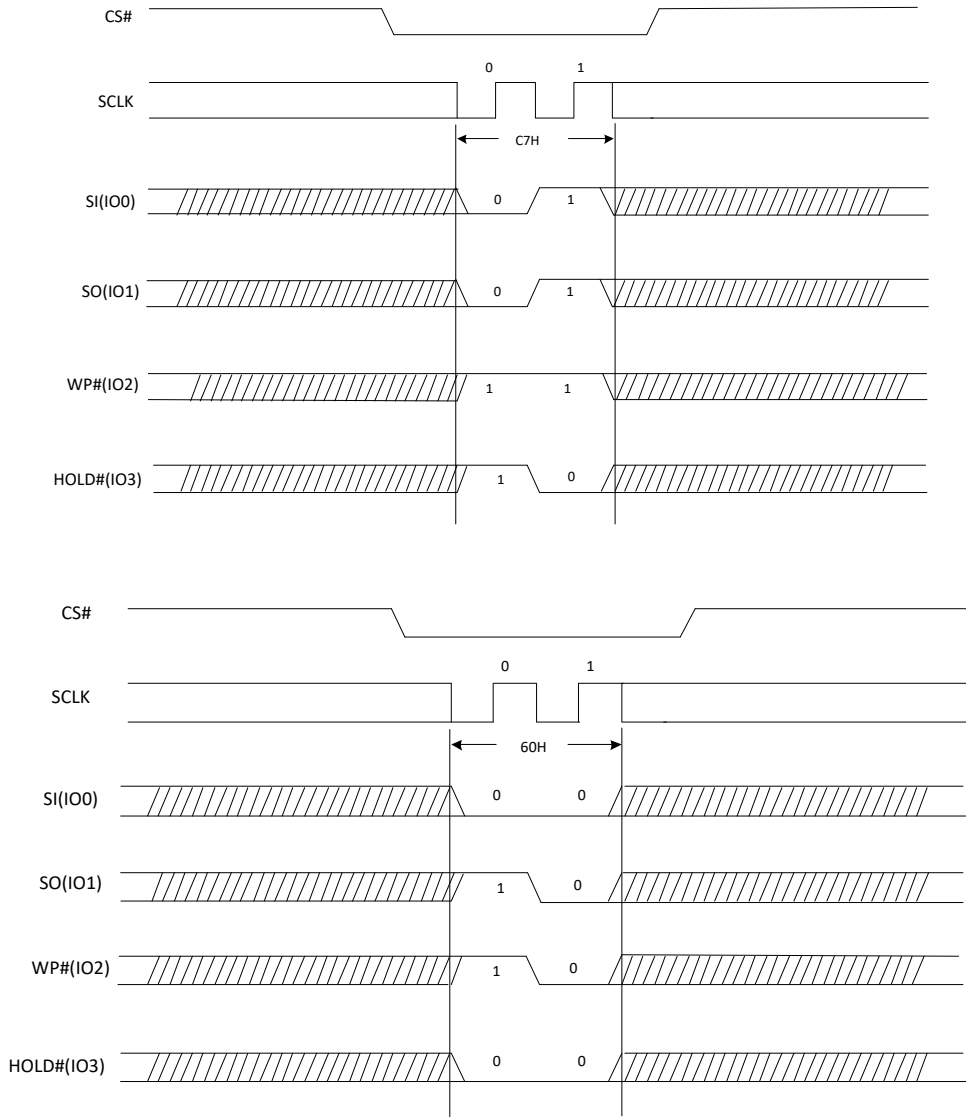 CS#
0 1
SCLK
C7H
SI(IO0) 0 1
SO(IO1) 0 1
WP#(IO2) 1 1
HOLD#(IO3) 1 0
CS#
0 1
SCLK
60H
SI(IO0) 0 0
SO(IO1) 1 0
WP#(IO2) 1 0
HOLD#(IO3) 0 0